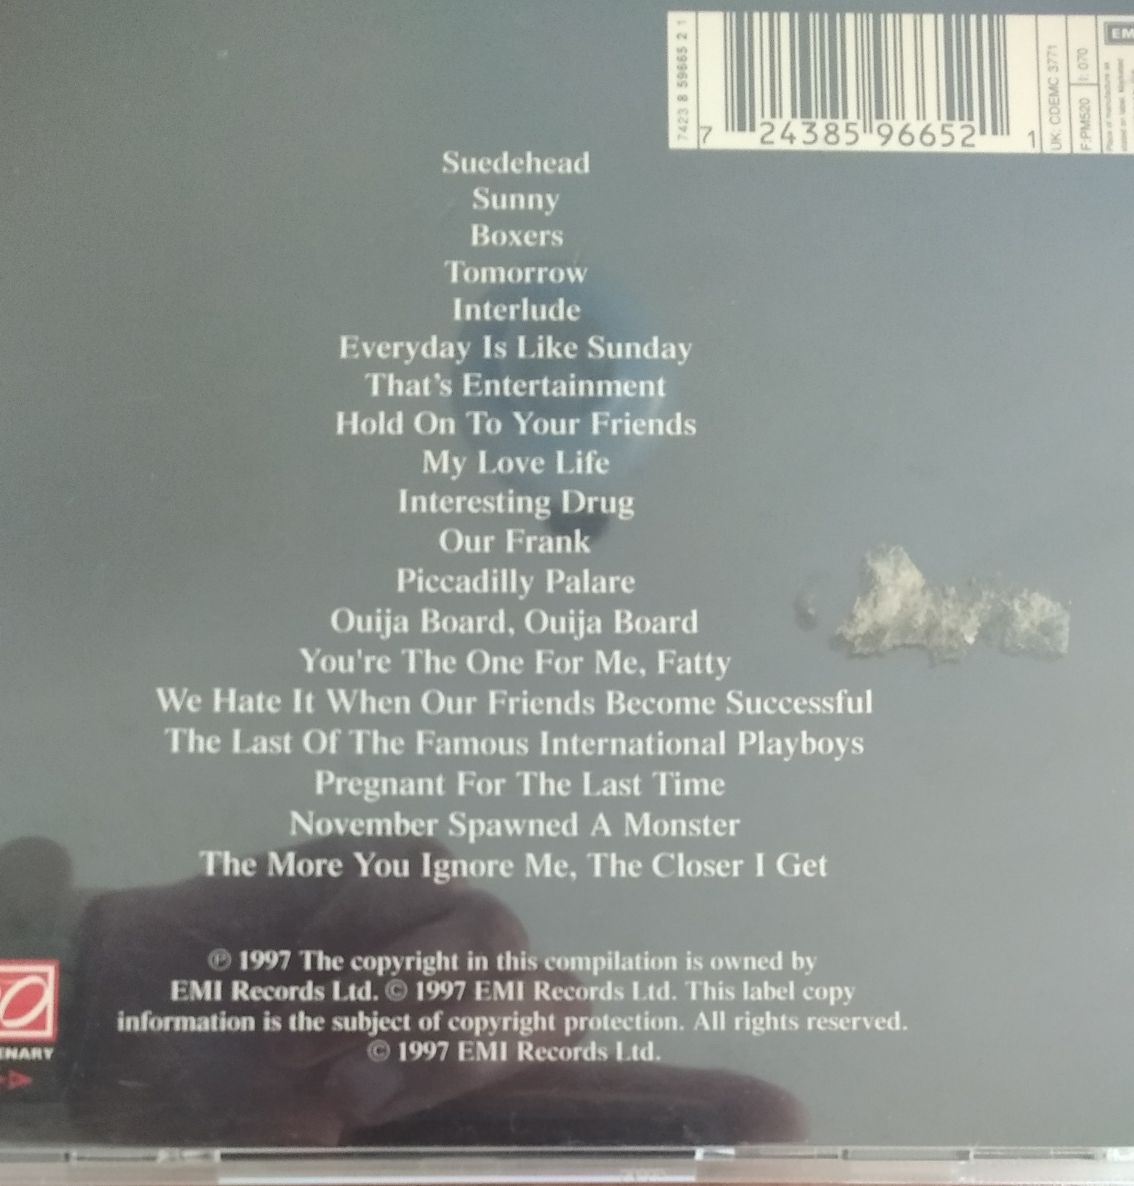 7423 8 59665 2 1
7 24385 96652 1
UK: CDEMC 3771
F:PM520 I: 070
EM
Suedehead
Sunny
Boxers
Tomorrow
Interlude
Everyday Is Like Sunday
That's Entertainment
Hold On To Your Friends
My Love Life
Interesting Drug
Our Frank
Piccadilly Palare
Ouija Board, Ouija Board
You're The One For Me, Fatty
We Hate It When Our Friends Become Successful
The Last Of The Famous International Playboys
Pregnant For The Last Time
November Spawned A Monster
The More You Ignore Me, The Closer I Get
℗ 1997 The copyright in this compilation is owned by
EMI Records Ltd. © 1997 EMI Records Ltd. This label copy
information is the subject of copyright protection. All rights reserved.
© 1997 EMI Records Ltd.
ENARY